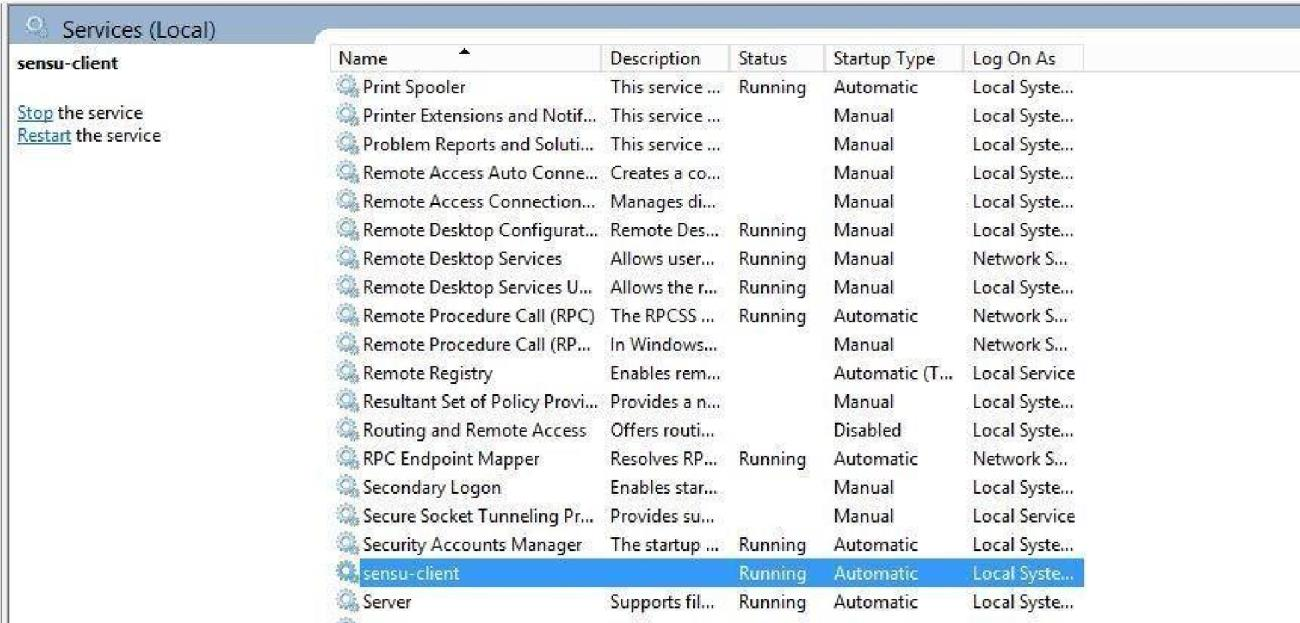 Services (Local)
sensu-client
Stop the service
Restart the service
Name Description Status Startup Type Log On As
Print Spooler This service ... Running Automatic Local Syste...
Printer Extensions and Notif... This service ... Manual Local Syste...
Problem Reports and Soluti... This service ... Manual Local Syste...
Remote Access Auto Conne... Creates a co... Manual Local Syste...
Remote Access Connection... Manages di... Manual Local Syste...
Remote Desktop Configurat... Remote Des... Running Manual Local Syste...
Remote Desktop Services Allows user... Running Manual Network S...
Remote Desktop Services U... Allows the r... Running Manual Local Syste...
Remote Procedure Call (RPC) The RPCSS ... Running Automatic Network S...
Remote Procedure Call (RP... In Windows... Manual Network S...
Remote Registry Enables rem... Automatic (T... Local Service
Resultant Set of Policy Provi... Provides a n... Manual Local Syste...
Routing and Remote Access Offers routi... Disabled Local Syste...
RPC Endpoint Mapper Resolves RP... Running Automatic Network S...
Secondary Logon Enables star... Manual Local Syste...
Secure Socket Tunneling Pr... Provides su... Manual Local Service
Security Accounts Manager The startup ... Running Automatic Local Syste...
sensu-client Running Automatic Local Syste...
Server Supports fil... Running Automatic Local Syste...